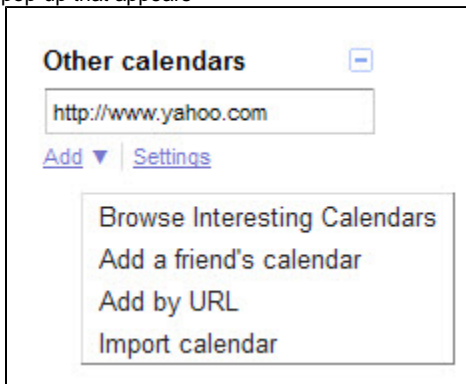 pop-up that appears
Other calendars
http://www.yahoo.com
Add ▼ Settings
Browse Interesting Calendars
Add a friend's calendar
Add by URL
Import calendar